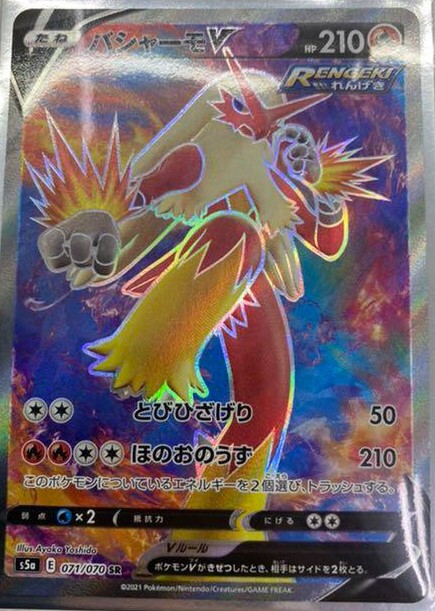 たね バシャーモV HP 210
RENGEKI
れんげき
とびひざげり 50
ほのおのうず 210
このポケモンについているエネルギーを2個選び、トラッシュする。
弱点 ×2 抵抗力 にげる
Illus. Ayaka Yoshida
Vルール
s5a E 071/070 SR
ポケモンVがきぜつしたとき、相手はサイドを2枚とる。
©2021 Pokémon/Nintendo/Creatures/GAME FREAK.